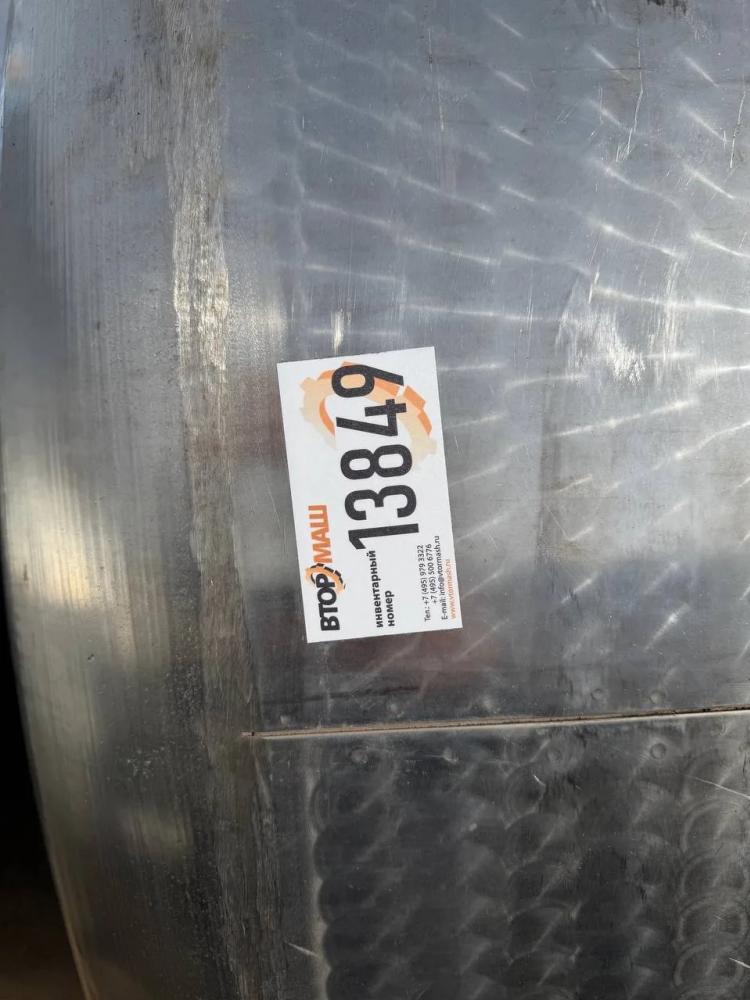 ВТОРМАШ
инвентарный
номер
13849
Тел.: +7 (495) 979 3322
+7 (495) 500 6776
E-mail: info@vtormash.ru
www.vtormash.ru